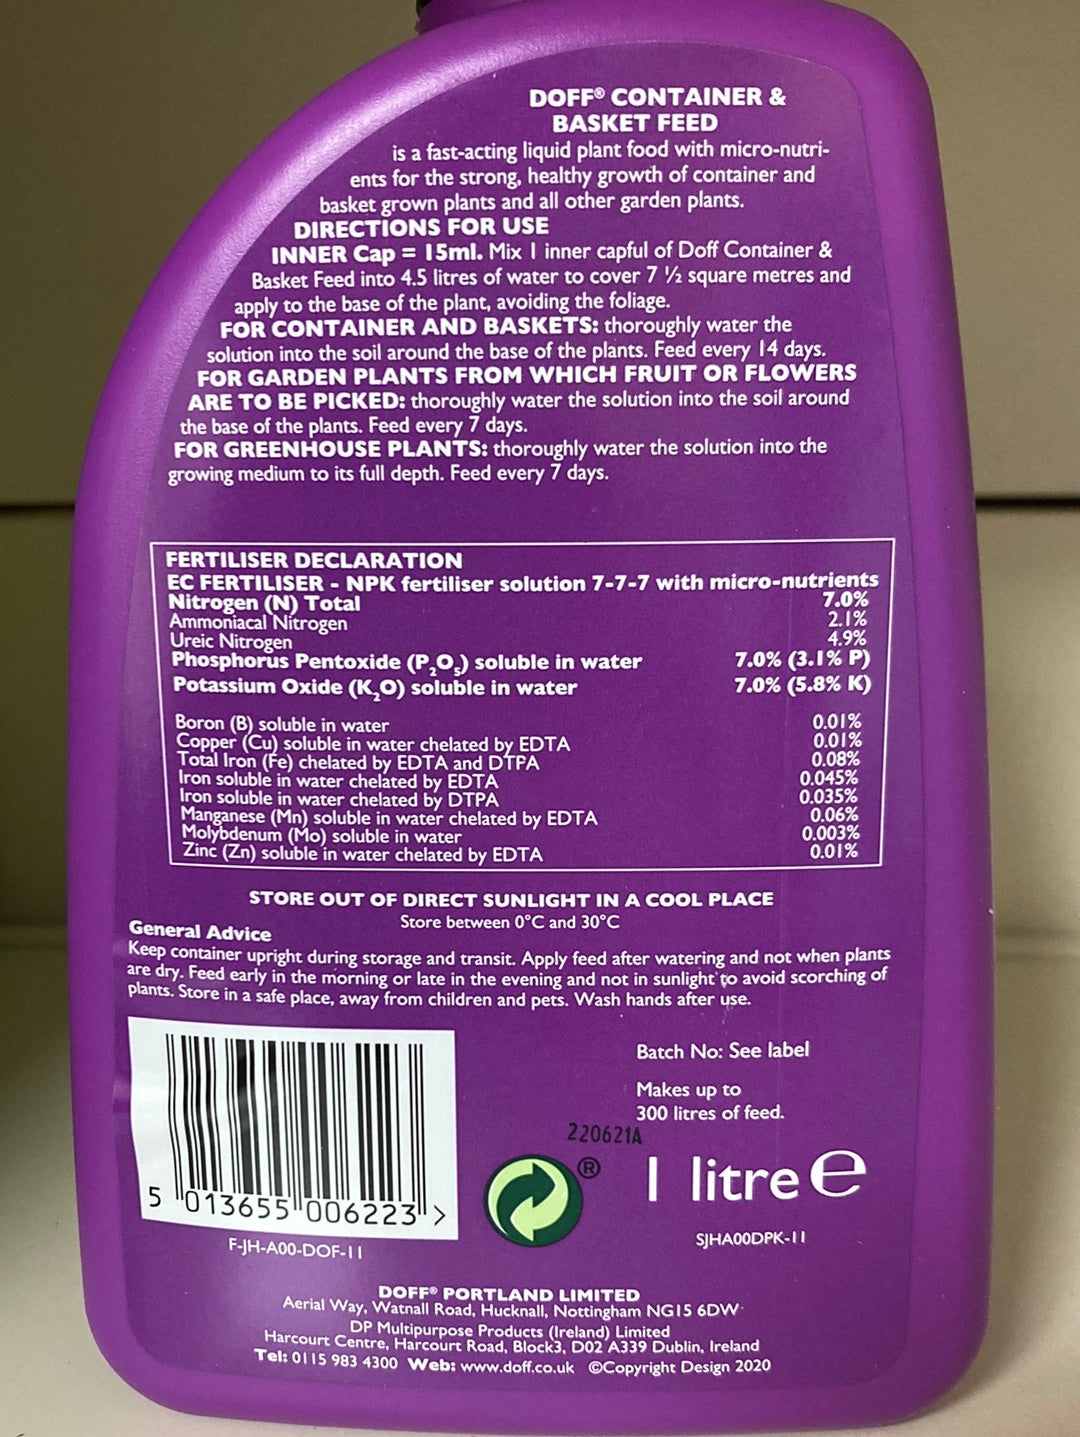 DOFF® CONTAINER &
BASKET FEED
is a fast-acting liquid plant food with micro-nutri-
ents for the strong, healthy growth of container and
basket grown plants and all other garden plants.
DIRECTIONS FOR USE
INNER Cap = 15ml. Mix 1 inner capful of Doff Container &
Basket Feed into 4.5 litres of water to cover 7 ½ square metres and
apply to the base of the plant, avoiding the foliage.
FOR CONTAINER AND BASKETS: thoroughly water the
solution into the soil around the base of the plants. Feed every 14 days.
FOR GARDEN PLANTS FROM WHICH FRUIT OR FLOWERS
ARE TO BE PICKED: thoroughly water the solution into the soil around
the base of the plants. Feed every 7 days.
FOR GREENHOUSE PLANTS: thoroughly water the solution into the
growing medium to its full depth. Feed every 7 days.
FERTILISER DECLARATION
EC FERTILISER - NPK fertiliser solution 7-7-7 with micro-nutrients
Nitrogen (N) Total 7.0%
Ammoniacal Nitrogen 2.1%
Ureic Nitrogen 4.9%
Phosphorus Pentoxide (P₂O₅) soluble in water 7.0% (3.1% P)
Potassium Oxide (K₂O) soluble in water 7.0% (5.8% K)
Boron (B) soluble in water 0.01%
Copper (Cu) soluble in water chelated by EDTA 0.01%
Total Iron (Fe) chelated by EDTA and DTPA 0.08%
Iron soluble in water chelated by EDTA 0.045%
Iron soluble in water chelated by DTPA 0.035%
Manganese (Mn) soluble in water chelated by EDTA 0.06%
Molybdenum (Mo) soluble in water 0.003%
Zinc (Zn) soluble in water chelated by EDTA 0.01%
STORE OUT OF DIRECT SUNLIGHT IN A COOL PLACE
Store between 0°C and 30°C
General Advice
Keep container upright during storage and transit. Apply feed after watering and not when plants
are dry. Feed early in the morning or late in the evening and not in sunlight to avoid scorching of
plants. Store in a safe place, away from children and pets. Wash hands after use.
Batch No: See label
Makes up to
300 litres of feed.
220621A
®
1 litre e
5 013655 006223 >
F-JH-A00-DOF-11
SJHA00DPK-11
DOFF® PORTLAND LIMITED
Aerial Way, Watnall Road, Hucknall, Nottingham NG15 6DW
DP Multipurpose Products (Ireland) Limited
Harcourt Centre, Harcourt Road, Block3, D02 A339 Dublin, Ireland
Tel: 0115 983 4300 Web: www.doff.co.uk ©Copyright Design 2020